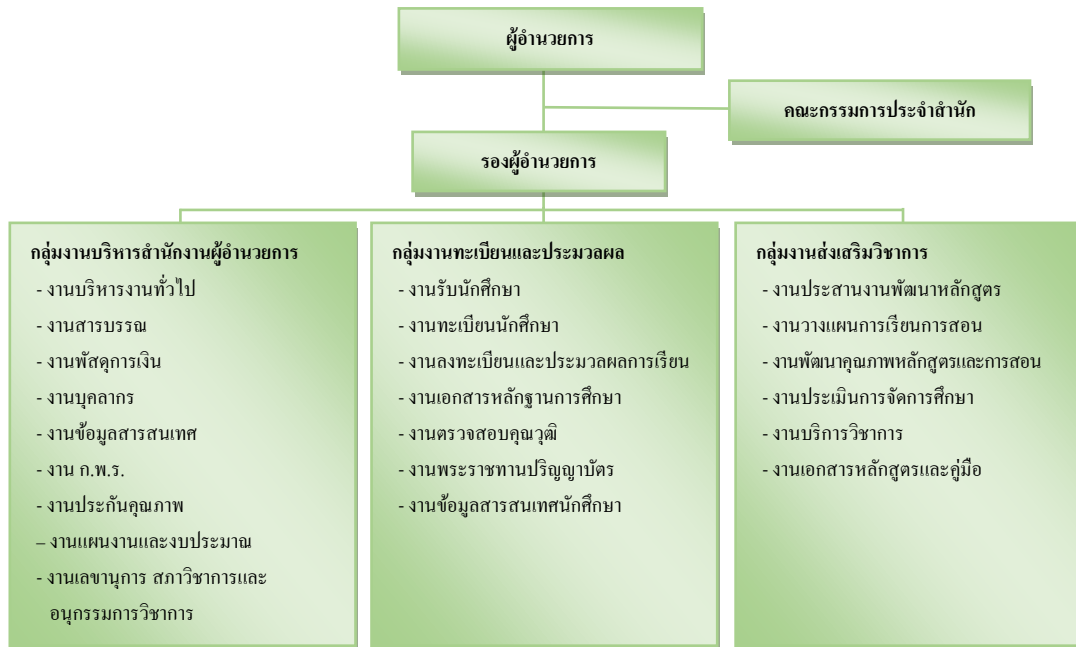 ผู้อำนวยการ
คณะกรรมการประจำสำนัก
รองผู้อำนวยการ
กลุ่มงานบริหารสำนักงานผู้อำนวยการ
- งานบริหารงานทั่วไป
- งานสารบรรณ
- งานพัสดุการเงิน
- งานบุคลากร
- งานข้อมูลสารสนเทศ
- งาน ก.พ.ร.
- งานประกันคุณภาพ
– งานแผนงานและงบประมาณ
- งานเลขานุการ สภาวิชาการและ
อนุกรรมการวิชาการ
กลุ่มงานทะเบียนและประมวลผล
- งานรับนักศึกษา
- งานทะเบียนนักศึกษา
- งานลงทะเบียนและประมวลผลการเรียน
- งานเอกสารหลักฐานการศึกษา
- งานตรวจสอบคุณวุฒิ
- งานพระราชทานปริญญาบัตร
- งานข้อมูลสารสนเทศนักศึกษา
กลุ่มงานส่งเสริมวิชาการ
- งานประสานงานพัฒนาหลักสูตร
- งานวางแผนการเรียนการสอน
- งานพัฒนาคุณภาพหลักสูตรและการสอน
- งานประเมินการจัดการศึกษา
- งานบริการวิชาการ
- งานเอกสารหลักสูตรและคู่มือ